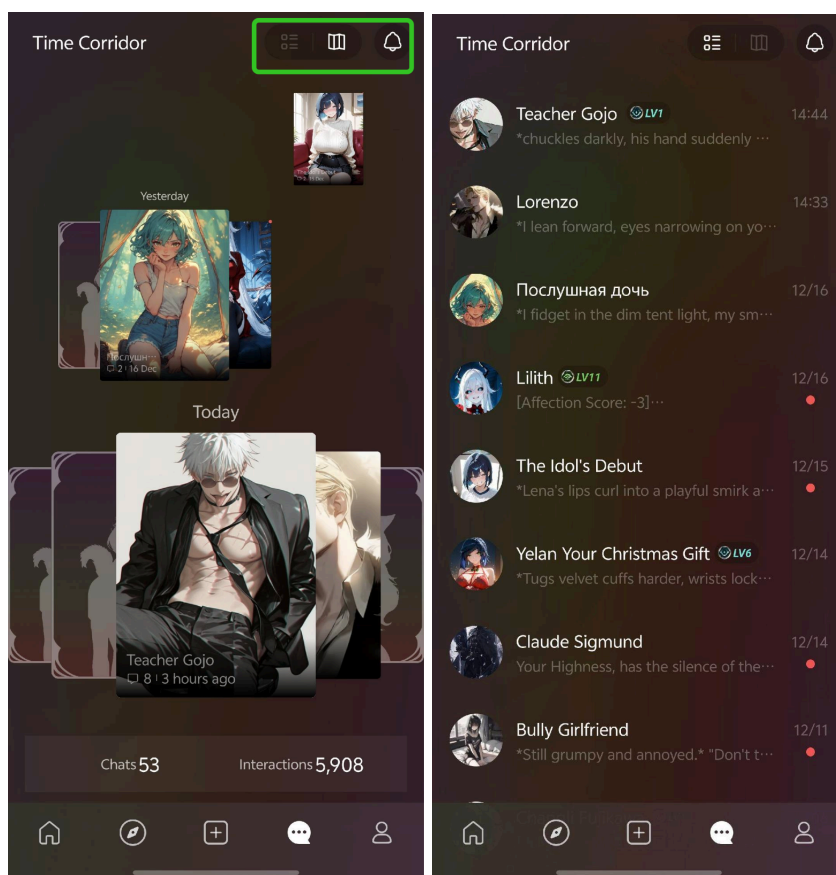 Time Corridor
Yesterday
Послушн···
2 | 16 Dec
Today
Teacher Gojo
8 | 3 hours ago
Chats 53
Interactions 5,908
Time Corridor
Teacher Gojo LV1 14:44
*chuckles darkly, his hand suddenly ···
Lorenzo 14:33
*I lean forward, eyes narrowing on yo···
Послушная дочь 12/16
*I fidget in the dim tent light, my sm···
Lilith LV11 12/16
[Affection Score: -3]···
The Idol's Debut 12/15
*Lena's lips curl into a playful smirk a···
Yelan Your Christmas Gift LV6 12/14
*Tugs velvet cuffs harder, wrists lock···
Claude Sigmund 12/14
Your Highness, has the silence of the···
Bully Girlfriend 12/11
*Still grumpy and annoyed.* "Don't t···